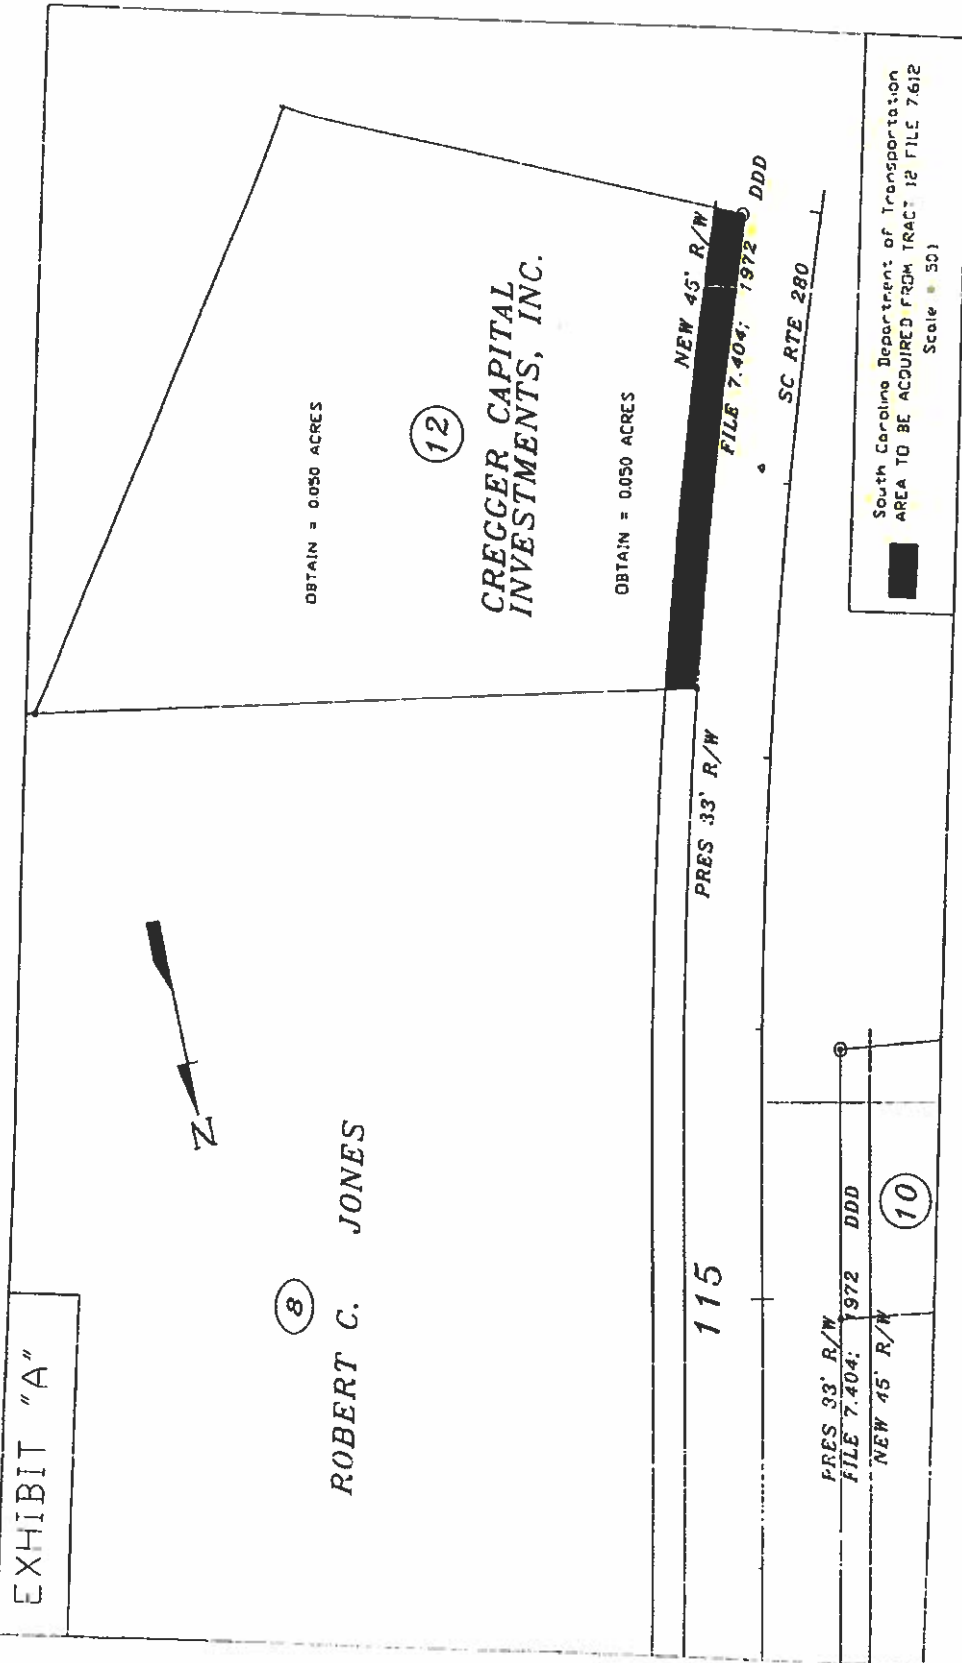 EXHIBIT "A"
ROBERT C. JONES
8
N
OBTAIN = 0.050 ACRES
12
CREGGER CAPITAL
INVESTMENTS, INC.
OBTAIN = 0.050 ACRES
NEW 45' R/W
FILE 7.404; 1972 DDD
SC RTE 280
PRES 33' R/W
115
PRES 33' R/W
FILE 7.404; 1972 DDD
NEW 45' R/W
10
South Carolina Department of Transportation
AREA TO BE ACQUIRED FROM TRACT 12 FILE 7.612
Scale